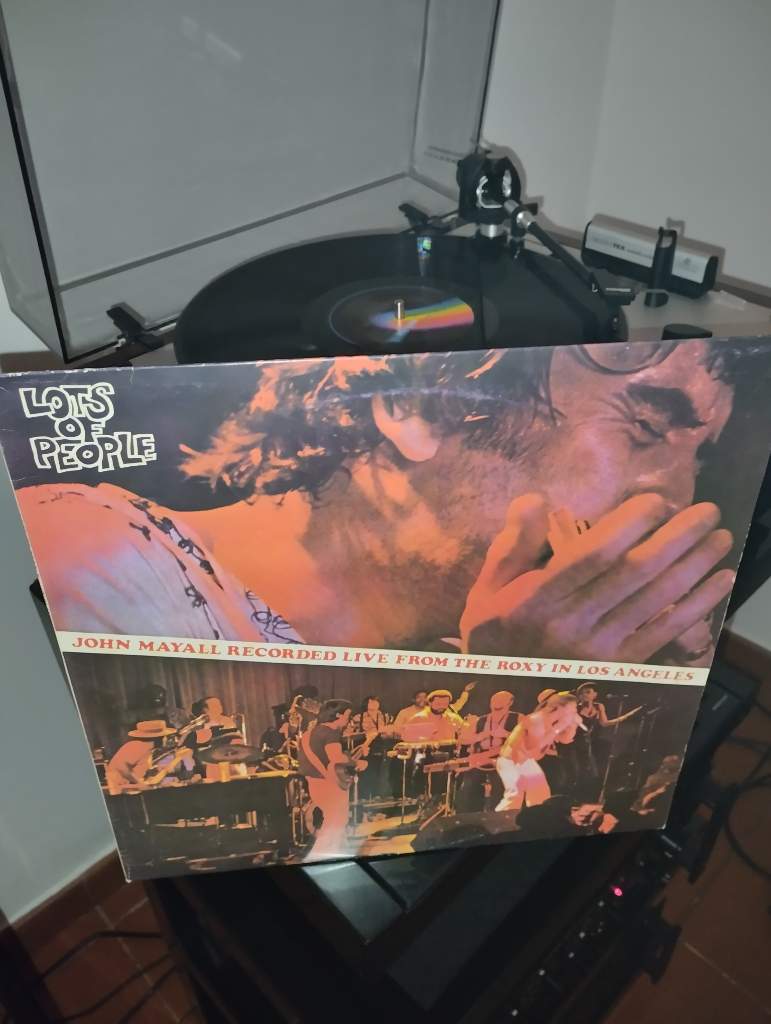 LOTS
OF
PEOPLE
JOHN MAYALL RECORDED LIVE FROM THE ROXY IN LOS ANGELES